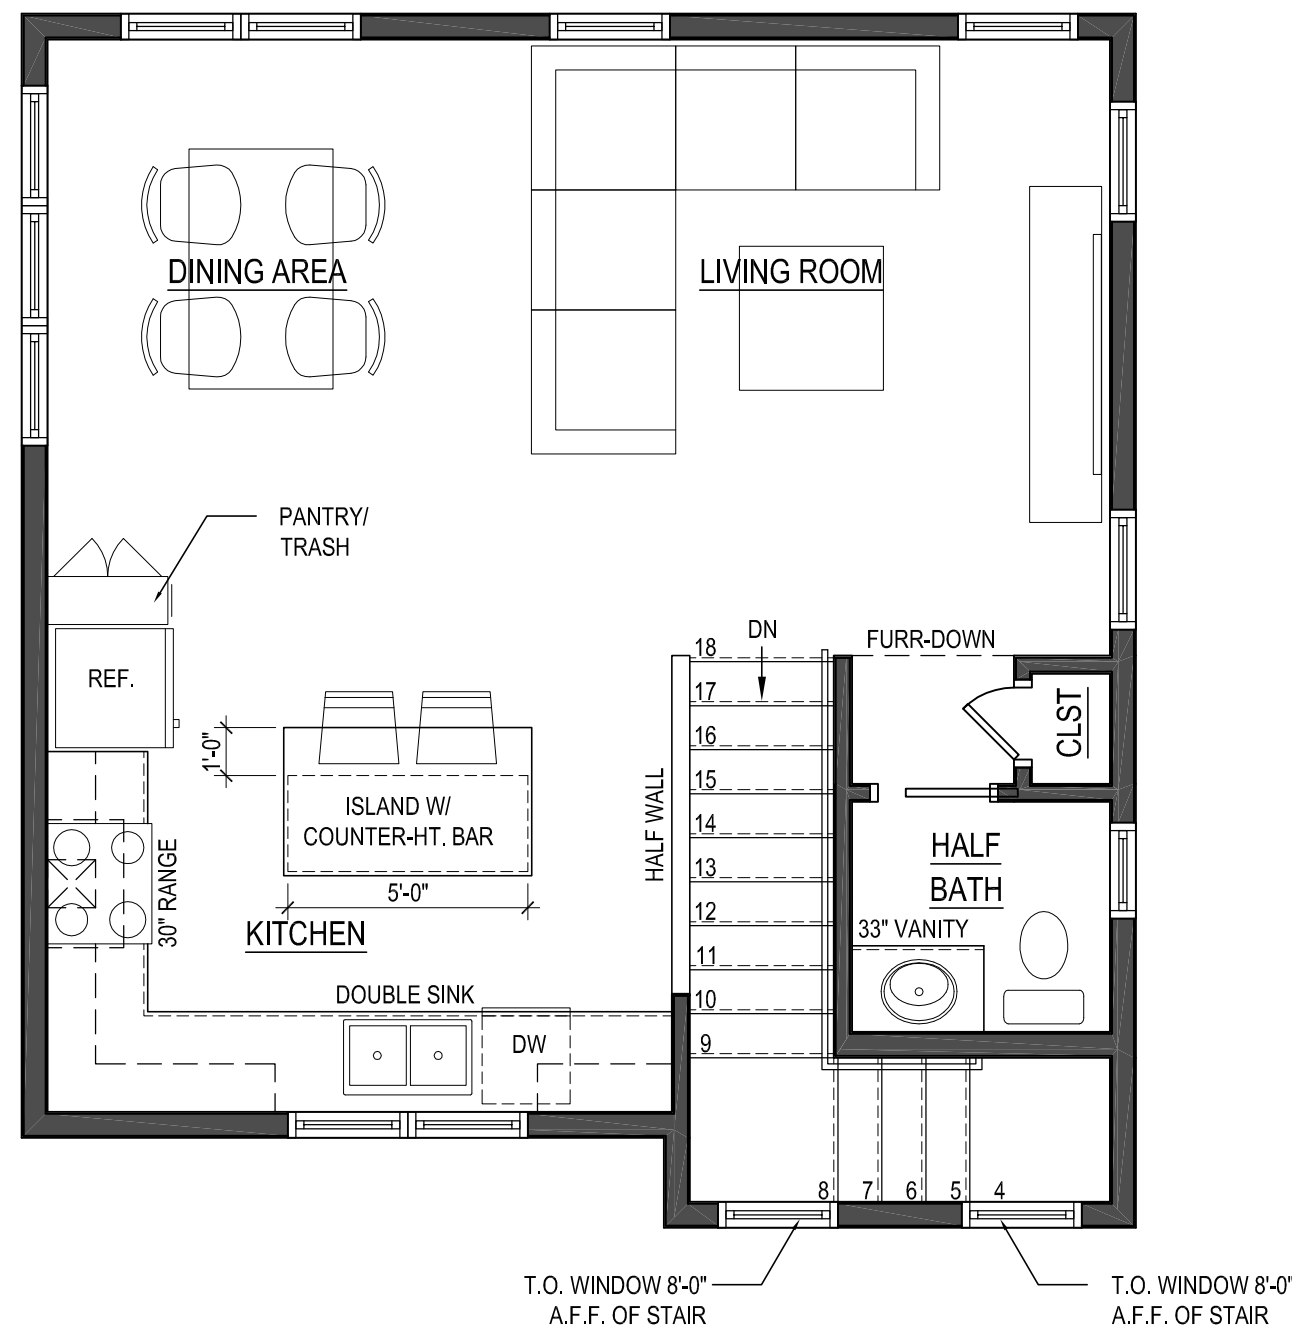 DINING AREA
LIVING ROOM
PANTRY/
TRASH
REF.
1'-0"
ISLAND W/
COUNTER-HT. BAR
5'-0"
30" RANGE
KITCHEN
DOUBLE SINK
DW
HALF WALL
DN
18
17
16
15
14
13
12
11
10
9
8
7
6
5
4
FURR-DOWN
CLST
HALF
BATH
33" VANITY
T.O. WINDOW 8'-0"
A.F.F. OF STAIR
T.O. WINDOW 8'-0"
A.F.F. OF STAIR